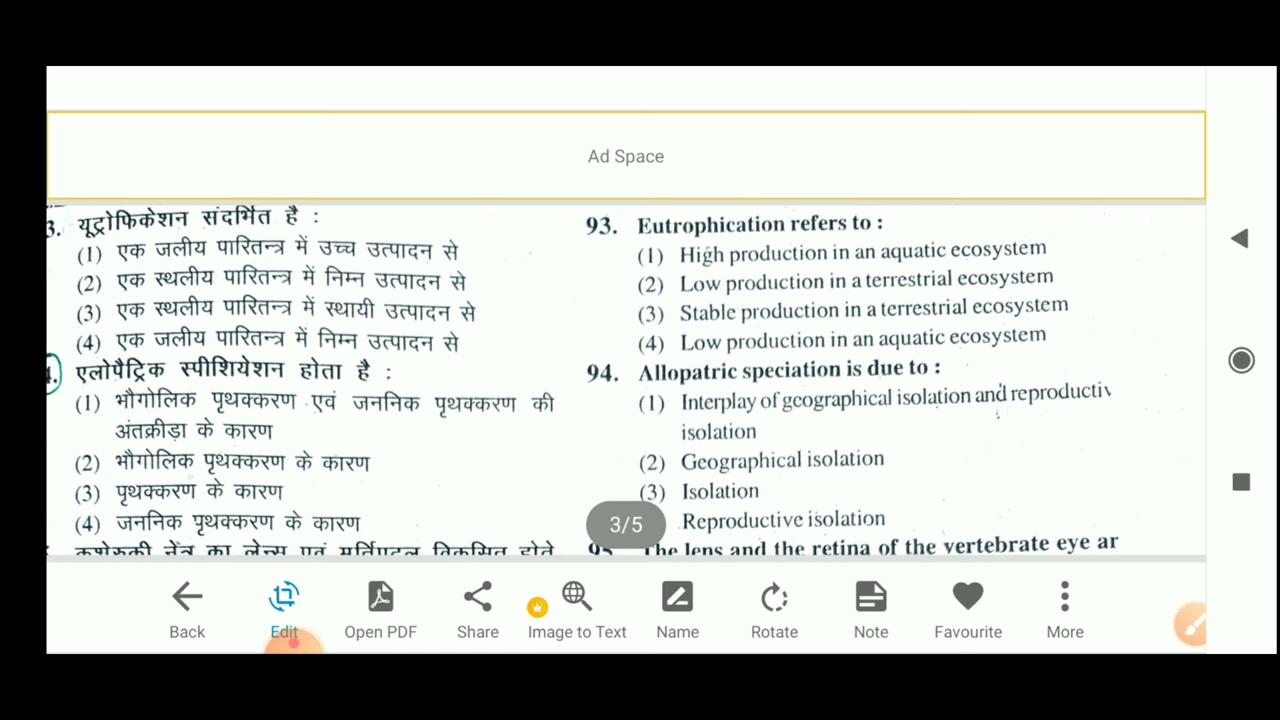 Ad Space
3. यूट्रोफिकेशन संदर्भित है :
(1) एक जलीय पारितन्त्र में उच्च उत्पादन से
(2) एक स्थलीय पारितन्त्र में निम्न उत्पादन से
(3) एक स्थलीय पारितन्त्र में स्थायी उत्पादन से
(4) एक जलीय पारितन्त्र में निम्न उत्पादन से
4. एलोपैट्रिक स्पीशियेशन होता है :
(1) भौगोलिक पृथक्करण एवं जननिक पृथक्करण की
अंतक्रीड़ा के कारण
(2) भौगोलिक पृथक्करण के कारण
(3) पृथक्करण के कारण
(4) जननिक पृथक्करण के कारण
कशेरुकी नेत्र का लेन्स एवं मूर्तिपटल विकसित होते
93. Eutrophication refers to :
(1) High production in an aquatic ecosystem
(2) Low production in a terrestrial ecosystem
(3) Stable production in a terrestrial ecosystem
(4) Low production in an aquatic ecosystem
94. Allopatric speciation is due to :
(1) Interplay of geographical isolation and reproductiv
isolation
(2) Geographical isolation
(3) Isolation
Reproductive isolation
95 The lens and the retina of the vertebrate eye ar
3/5
Back Edit Open PDF Share Image to Text Name Rotate Note Favourite More